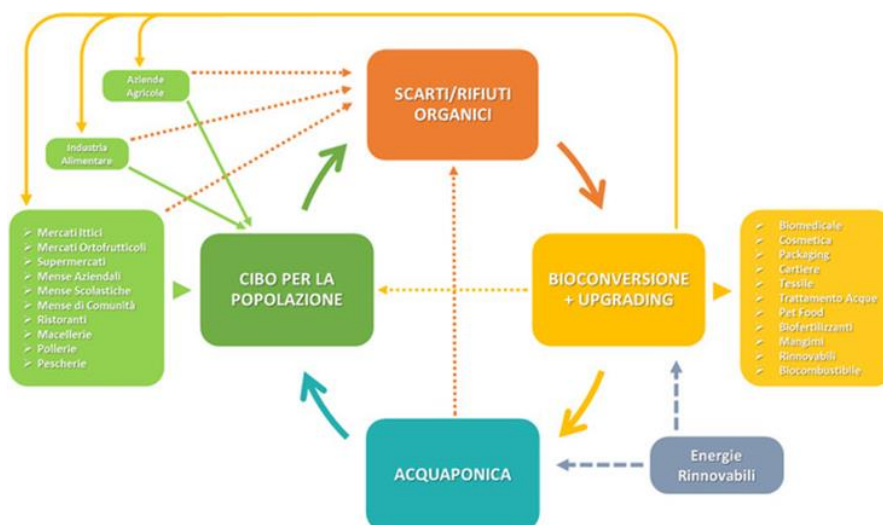 Aziende
Agricole
SCARTI/RIFIUTI
ORGANICI
Industria
Alimentare
Mercati Ittici
Mercati Ortofrutticoli
Supermercati
Mense Aziendali
Mense Scolastiche
Mense di Comunità
Ristoranti
Macellerie
Pollerie
Pescherie
CIBO PER LA
POPOLAZIONE
BIOCONVERSIONE
+ UPGRADING
Biomedicale
Cosmetica
Packaging
Cartiere
Tessile
Trattamento Acque
Pet Food
Biofertilizzanti
Mangimi
Rinnovabili
Biocombustibile
ACQUAPONICA
Energie
Rinnovabili